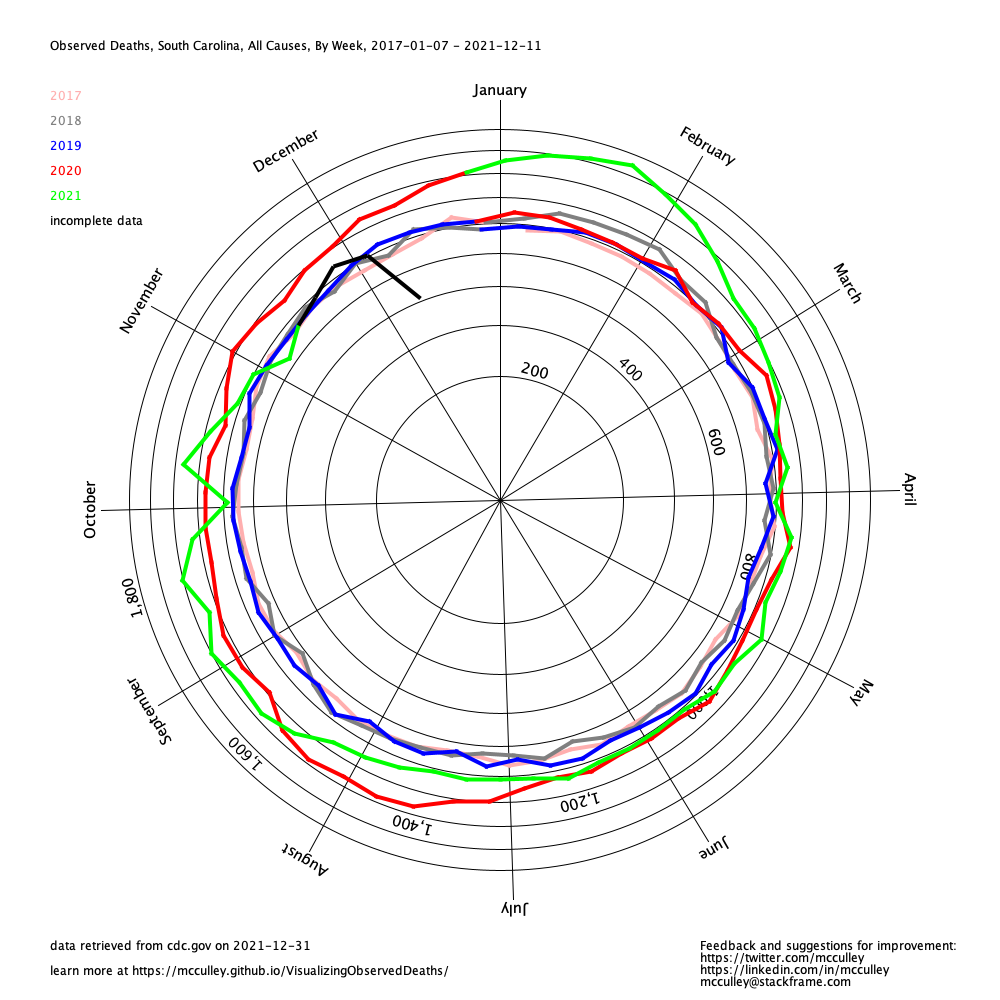 Observed Deaths, South Carolina, All Causes, By Week, 2017-01-07 - 2021-12-11
2017
2018
2019
2020
2021
incomplete data
January
February
March
April
May
June
July
August
September
October
November
December
200
400
600
800
1,200
1,400
1,600
1,800
data retrieved from cdc.gov on 2021-12-31
learn more at https://mcculley.github.io/VisualizingObservedDeaths/
Feedback and suggestions for improvement:
https://twitter.com/mcculley
https://linkedin.com/in/mcculley
mcculley@stackframe.com